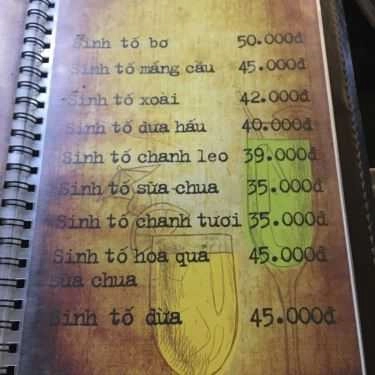 Sinh tố bơ 50.000đ
Sinh tố mãng cầu 45.000đ
Sinh tố xoài 42.000đ
Sinh tố dưa hấu 40.000đ
Sinh tố chanh leo 39.000đ
Sinh tố sữa chua 35.000đ
Sinh tố chanh tươi 35.000đ
Sinh tố hoa quả 45.000đ
sữa chua
Sinh tố dừa 45.000đ